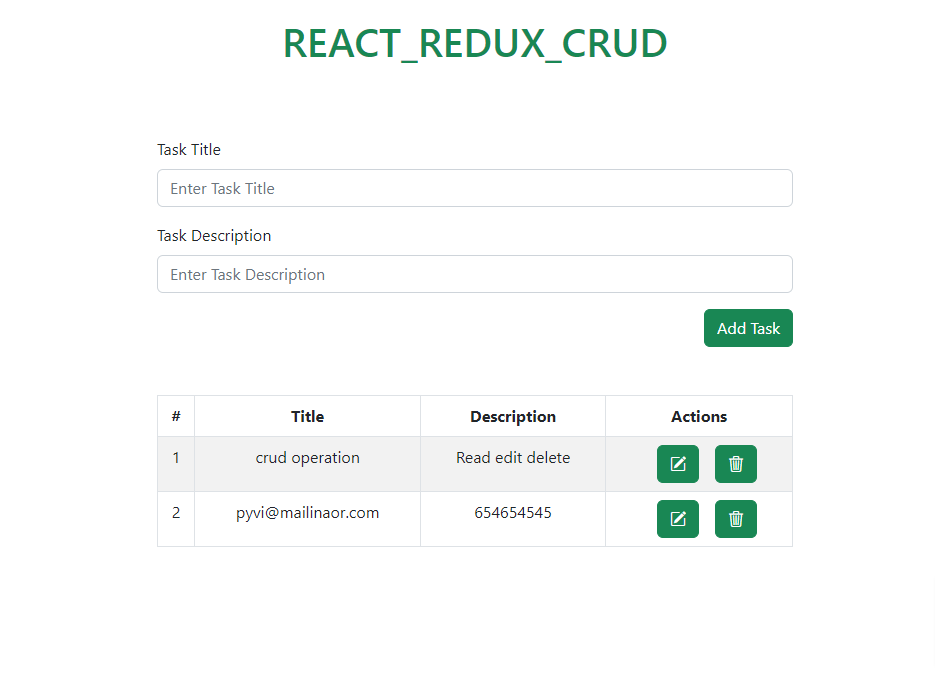 REACT_REDUX_CRUD
Task Title
Enter Task Title
Task Description
Enter Task Description
Add Task
# Title Description Actions
1 crud operation Read edit delete
2 pyvi@mailinaor.com 654654545